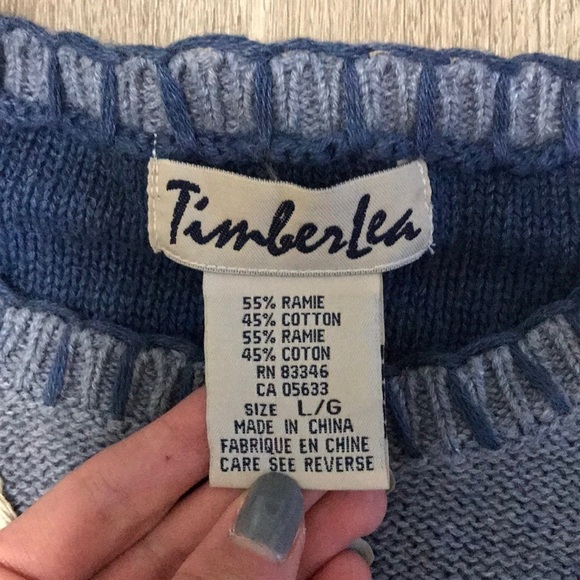 TimberLea
55% RAMIE
45% COTTON
55% RAMIE
45% COTON
RN 83346
CA 05633
SIZE L/G
MADE IN CHINA
FABRIQUE EN CHINE
CARE SEE REVERSE